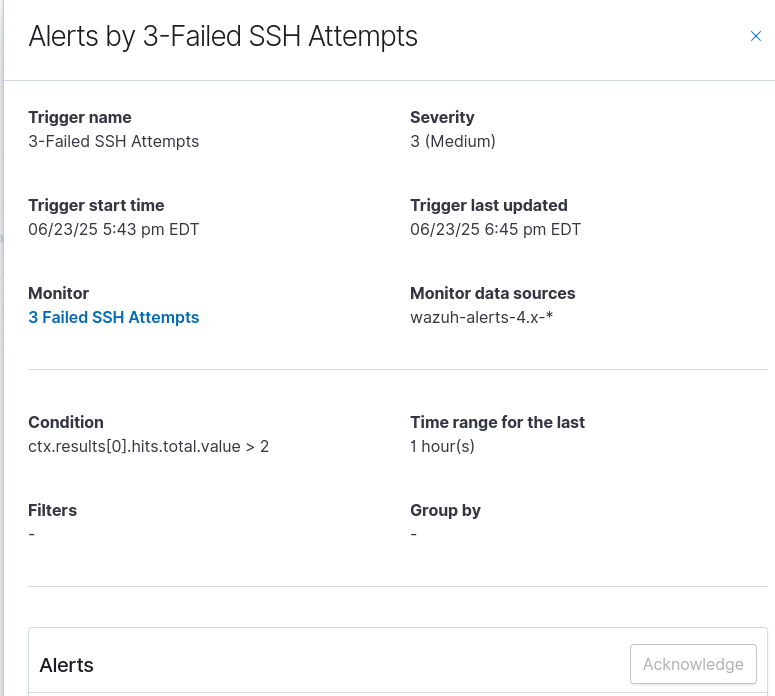 Alerts by 3-Failed SSH Attempts
Trigger name
3-Failed SSH Attempts
Severity
3 (Medium)
Trigger start time
06/23/25 5:43 pm EDT
Trigger last updated
06/23/25 6:45 pm EDT
Monitor
3 Failed SSH Attempts
Monitor data sources
wazuh-alerts-4.x-*
Condition
ctx.results[0].hits.total.value > 2
Time range for the last
1 hour(s)
Filters
-
Group by
-
Alerts
Acknowledge